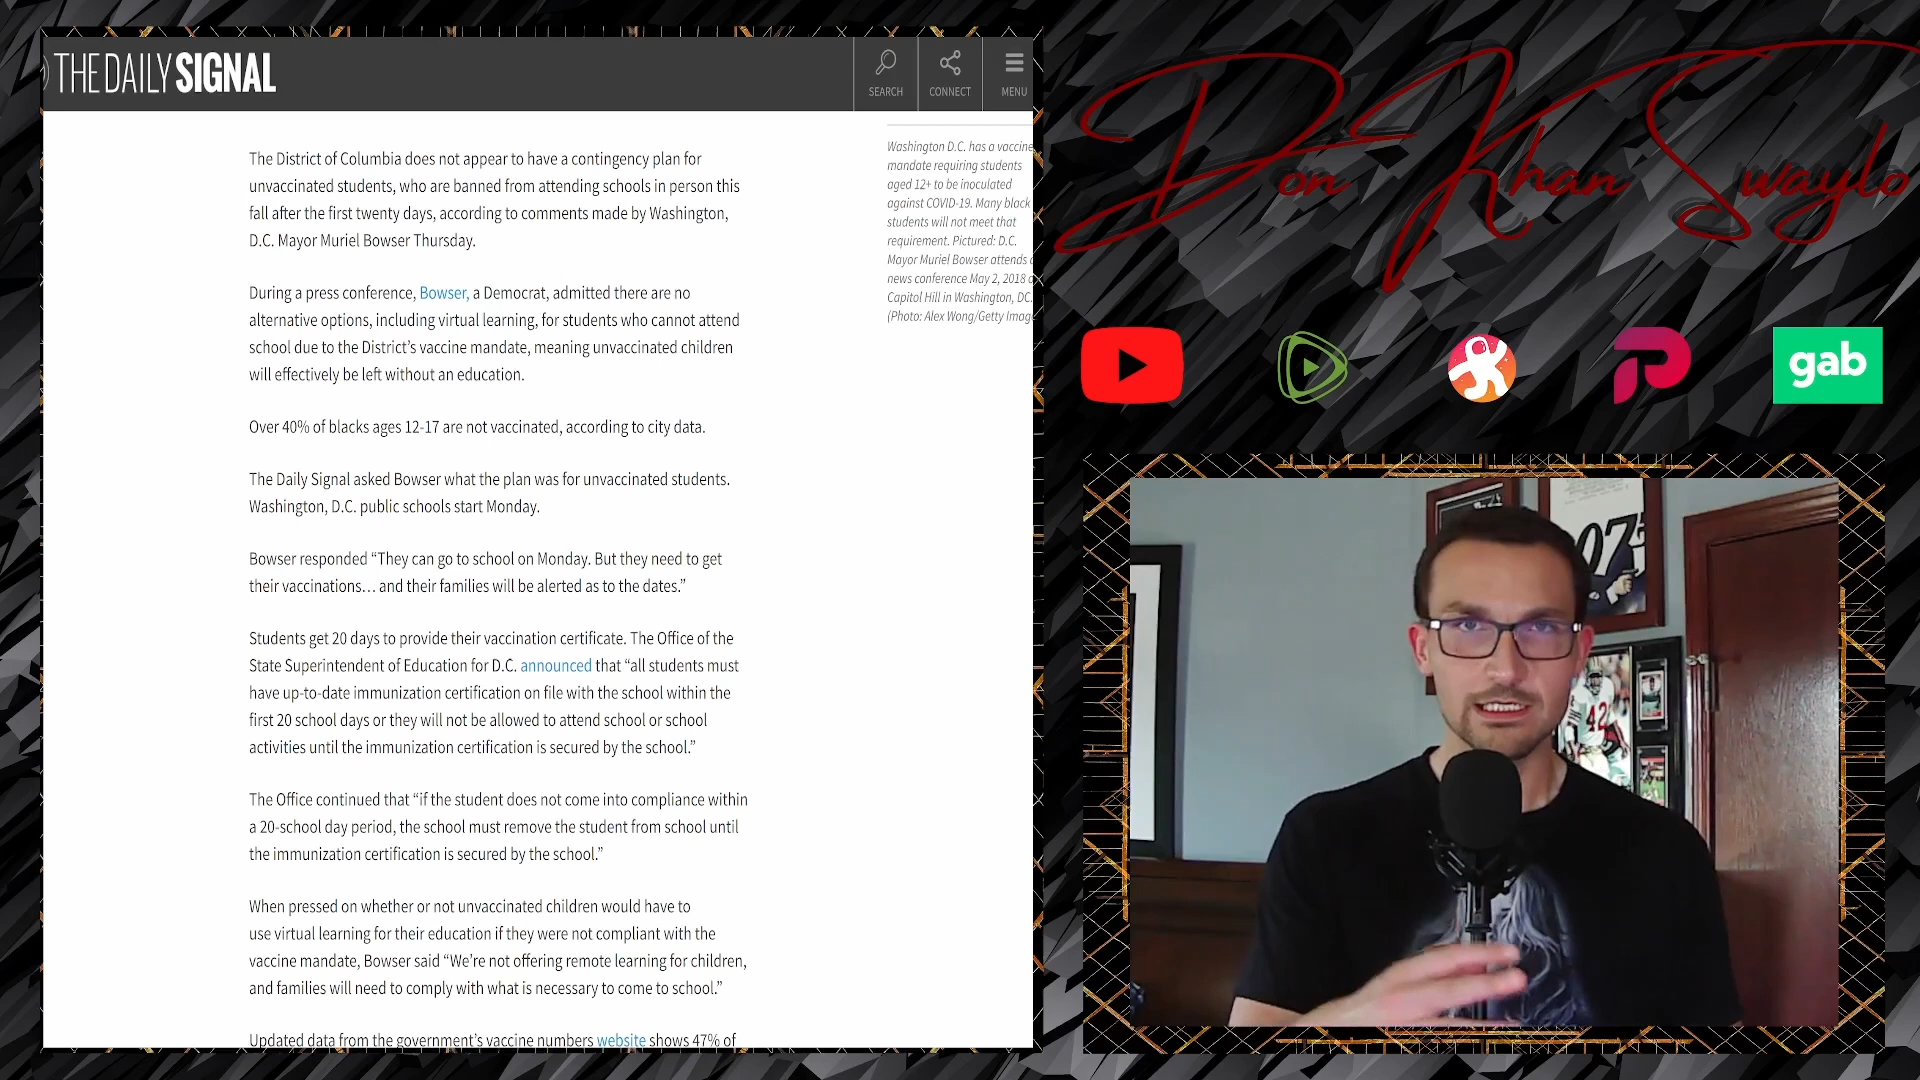 THE DAILY SIGNAL
SEARCH
CONNECT
MENU
The District of Columbia does not appear to have a contingency plan for
unvaccinated students, who are banned from attending schools in person this
fall after the first twenty days, according to comments made by Washington,
D.C. Mayor Muriel Bowser Thursday.
During a press conference, Bowser, a Democrat, admitted there are no
alternative options, including virtual learning, for students who cannot attend
school due to the District’s vaccine mandate, meaning unvaccinated children
will effectively be left without an education.
Over 40% of blacks ages 12-17 are not vaccinated, according to city data.
The Daily Signal asked Bowser what the plan was for unvaccinated students.
Washington, D.C. public schools start Monday.
Bowser responded “They can go to school on Monday. But they need to get
their vaccinations… and their families will be alerted as to the dates.”
Students get 20 days to provide their vaccination certificate. The Office of the
State Superintendent of Education for D.C. announced that “all students must
have up-to-date immunization certification on file with the school within the
first 20 school days or they will not be allowed to attend school or school
activities until the immunization certification is secured by the school.”
The Office continued that “if the student does not come into compliance within
a 20-school day period, the school must remove the student from school until
the immunization certification is secured by the school.”
When pressed on whether or not unvaccinated children would have to
use virtual learning for their education if they were not compliant with the
vaccine mandate, Bowser said “We’re not offering remote learning for children,
and families will need to comply with what is necessary to come to school.”
Updated data from the government’s vaccine numbers website shows 47% of
Washington D.C. has a vaccine
mandate requiring students
aged 12+ to be inoculated
against COVID-19. Many black
students will not meet that
requirement. Pictured: D.C.
Mayor Muriel Bowser attends
news conference May 2, 2018
Capitol Hill in Washington, DC.
(Photo: Alex Wong/Getty
Don Khan Swaylo
gab
007
42